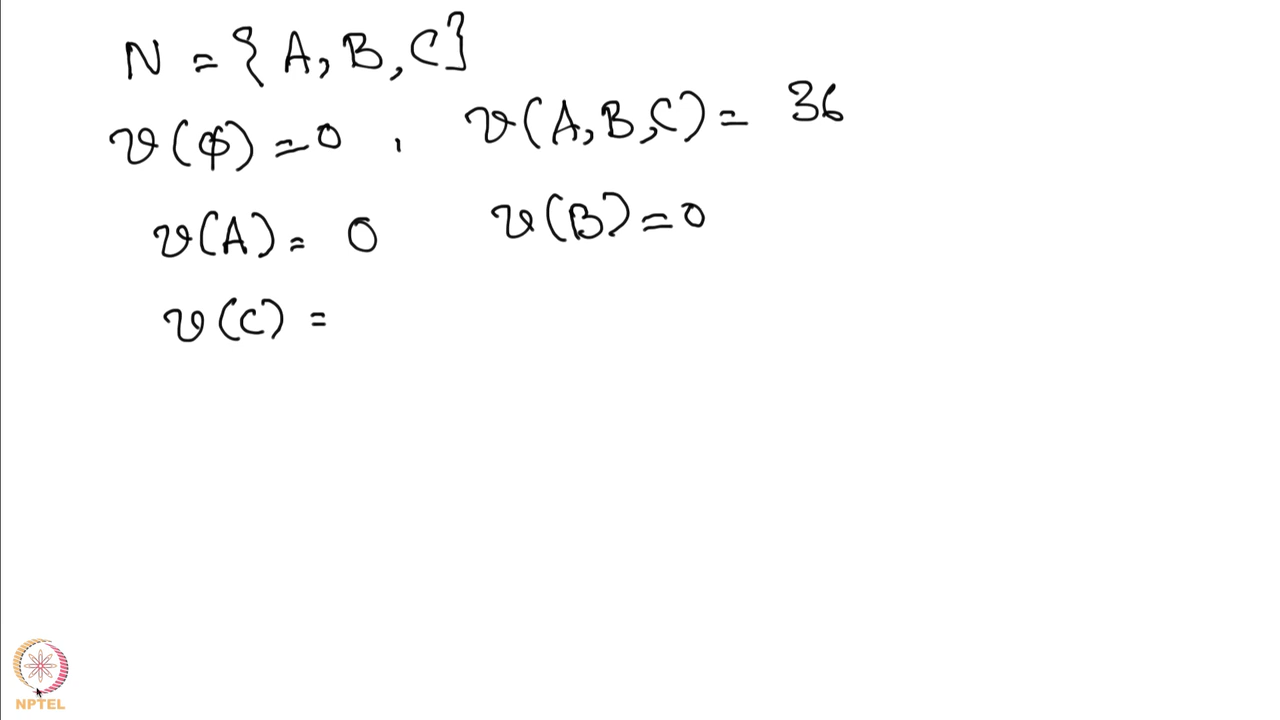 N = {A, B, C}
v(ϕ) = 0 , v(A, B, C) = 36
v(A) = 0 v(B) = 0
v(C) =
NPTEL